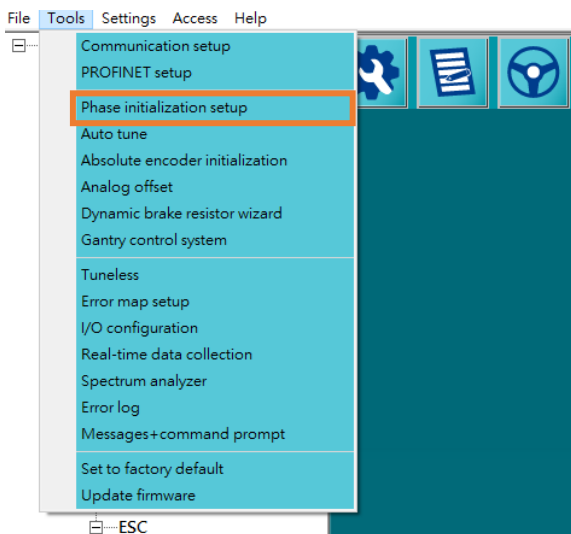 File Tools Settings Access Help
Communication setup
PROFINET setup
Phase initialization setup
Auto tune
Absolute encoder initialization
Analog offset
Dynamic brake resistor wizard
Gantry control system
Tuneless
Error map setup
I/O configuration
Real-time data collection
Spectrum analyzer
Error log
Messages+command prompt
Set to factory default
Update firmware
ESC